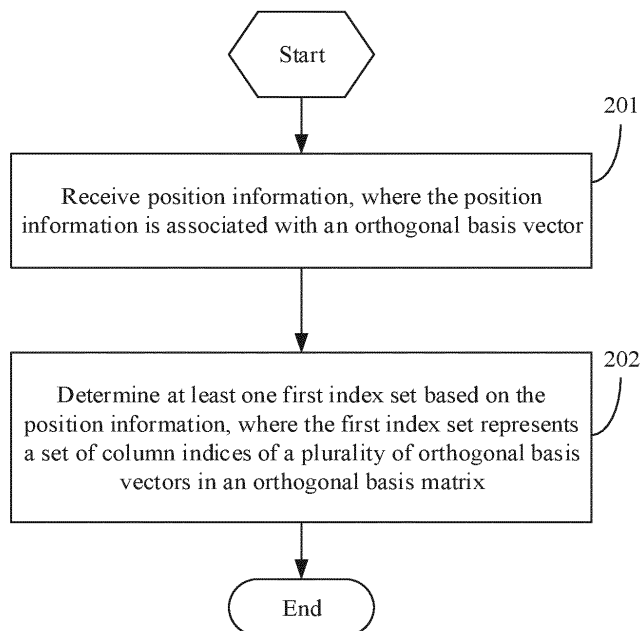 Start
201
Receive position information, where the position
information is associated with an orthogonal basis vector
202
Determine at least one first index set based on the
position information, where the first index set represents
a set of column indices of a plurality of orthogonal basis
vectors in an orthogonal basis matrix
End